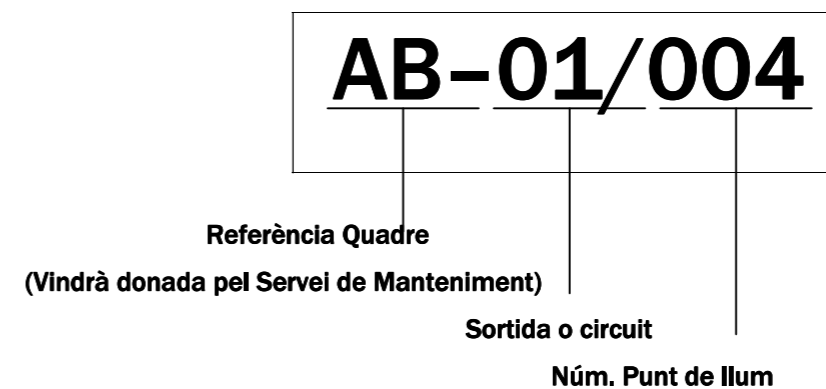 AB-01/004
Referència Quadre
(Vindrà donada pel Servei de Manteniment)
Sortida o circuit
Núm. Punt de llum